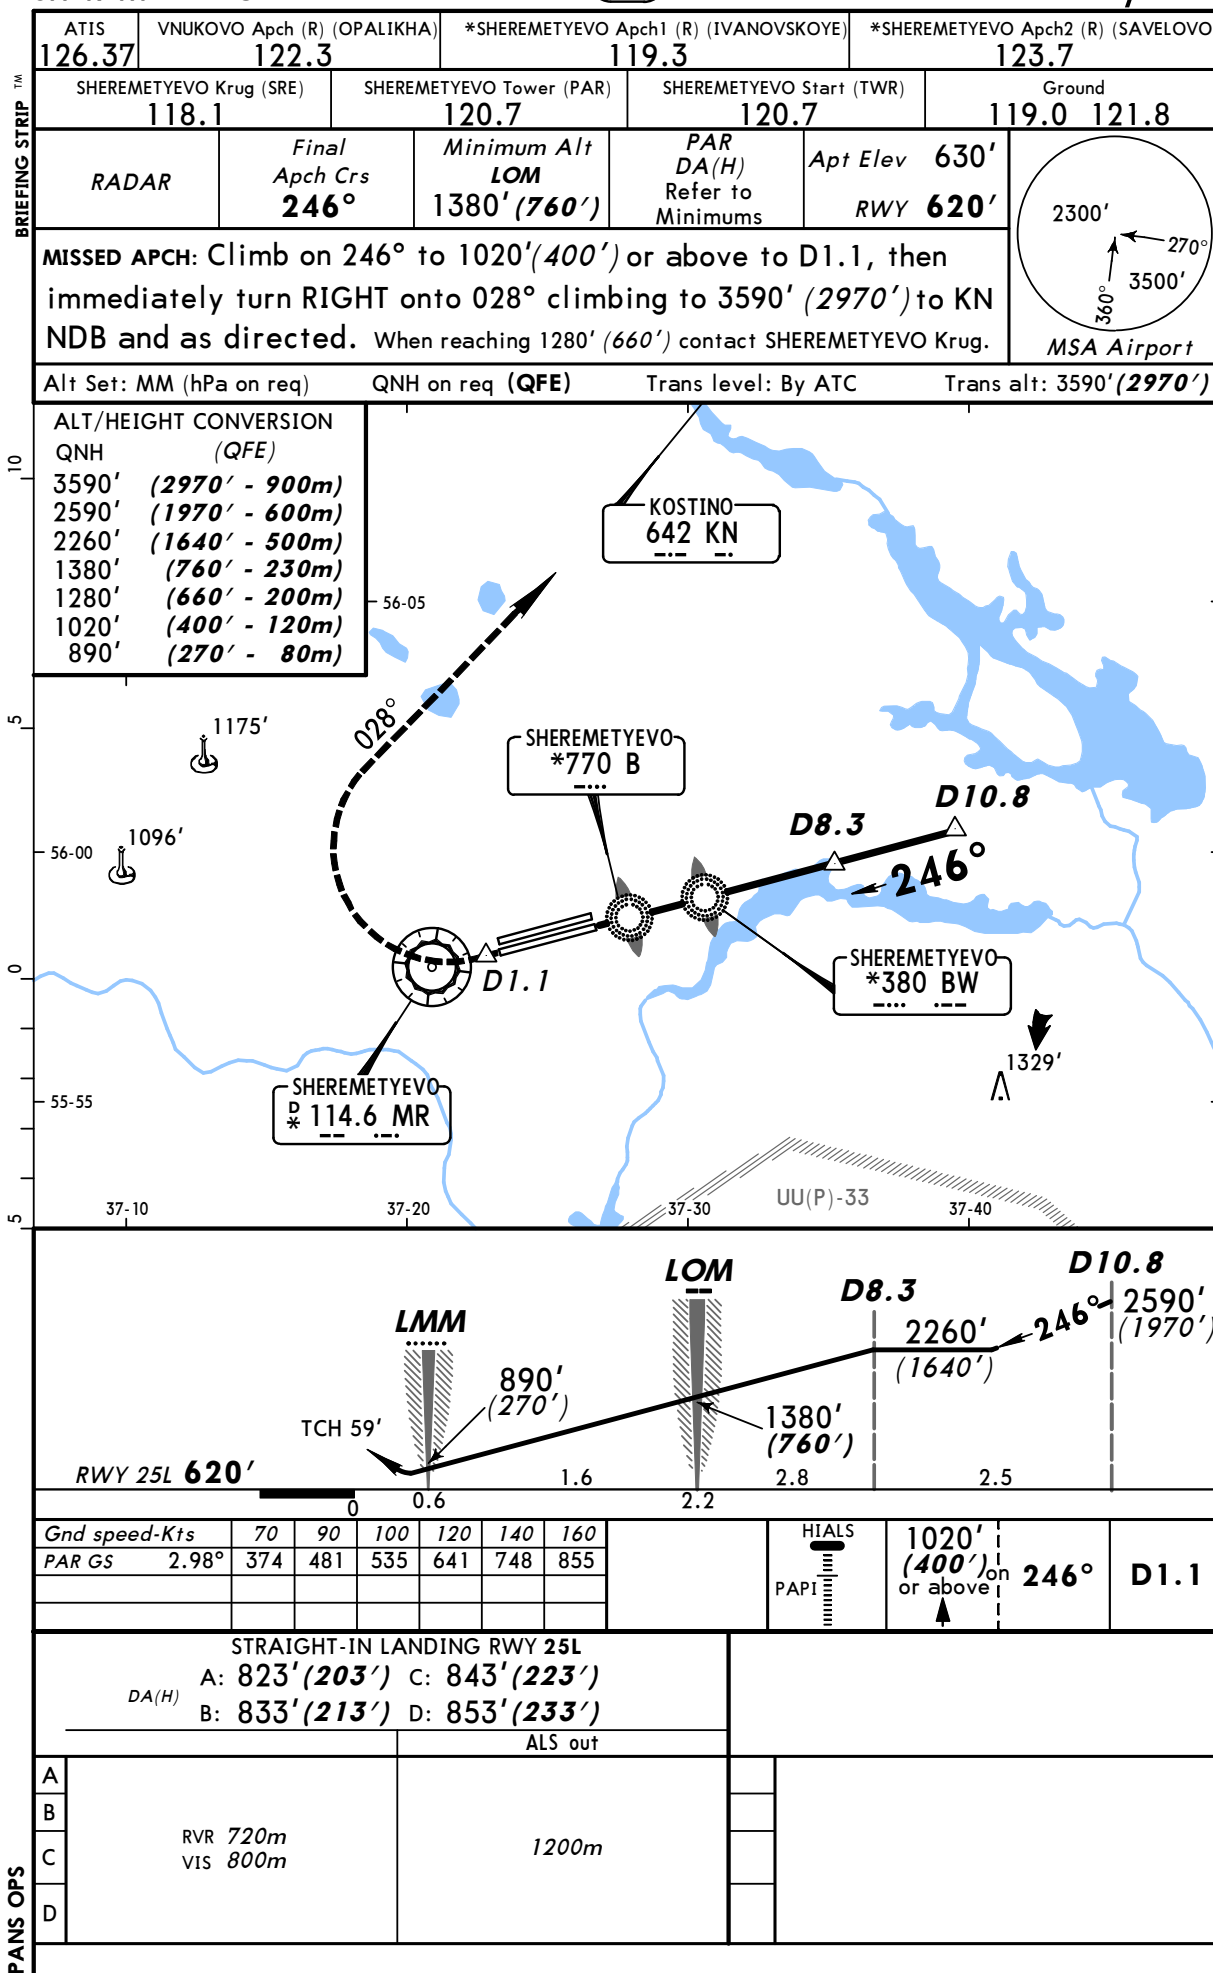 ATIS
126.37
VNUKOVO Apch (R) (OPALIKHA)
122.3
*SHEREMETYEVO Apch1 (R) (IVANOVSKOYE)
119.3
*SHEREMETYEVO Apch2 (R) (SAVELOVO
123.7
SHEREMETYEVO Krug (SRE)
118.1
SHEREMETYEVO Tower (PAR)
120.7
SHEREMETYEVO Start (TWR)
120.7
Ground
119.0 121.8
BRIEFING STRIP TM
RADAR
Final
Apch Crs
246°
Minimum Alt
LOM
1380' (760')
PAR
DA(H)
Refer to
Minimums
Apt Elev 630'
RWY 620'
2300'
270°
3500'
360°
MSA Airport
MISSED APCH: Climb on 246° to 1020' (400') or above to D1.1, then
immediately turn RIGHT onto 028° climbing to 3590' (2970') to KN
NDB and as directed. When reaching 1280' (660') contact SHEREMETYEVO Krug.
Alt Set: MM (hPa on req) QNH on req (QFE) Trans level: By ATC Trans alt: 3590' (2970')
ALT/HEIGHT CONVERSION
QNH (QFE)
3590' (2970' - 900m)
2590' (1970' - 600m)
2260' (1640' - 500m)
1380' (760' - 230m)
1280' (660' - 200m)
1020' (400' - 120m)
890' (270' - 80m)
10
5
0
5
56-05
56-00
55-55
KOSTINO
642 KN
028°
1175'
1096'
SHEREMETYEVO
*770 B
D10.8
D8.3
246°
D1.1
SHEREMETYEVO
*380 BW
1329'
SHEREMETYEVO
D
* 114.6 MR
UU(P)-33
37-10
37-20
37-30
37-40
LMM
LOM
D8.3
D10.8
2260'
(1640')
246°
2590'
(1970')
890'
(270')
1380'
(760')
TCH 59'
RWY 25L 620'
1.6
2.8
2.5
0
0.6
2.2
Gnd speed-Kts 70 90 100 120 140 160
PAR GS 2.98° 374 481 535 641 748 855
HIALS
PAPI
1020'
(400') on
or above
246°
D1.1
STRAIGHT-IN LANDING RWY 25L
DA(H)
A: 823' (203') C: 843' (223')
B: 833' (213') D: 853' (233')
ALS out
A
B
C
D
RVR 720m
VIS 800m
1200m
PANS OPS